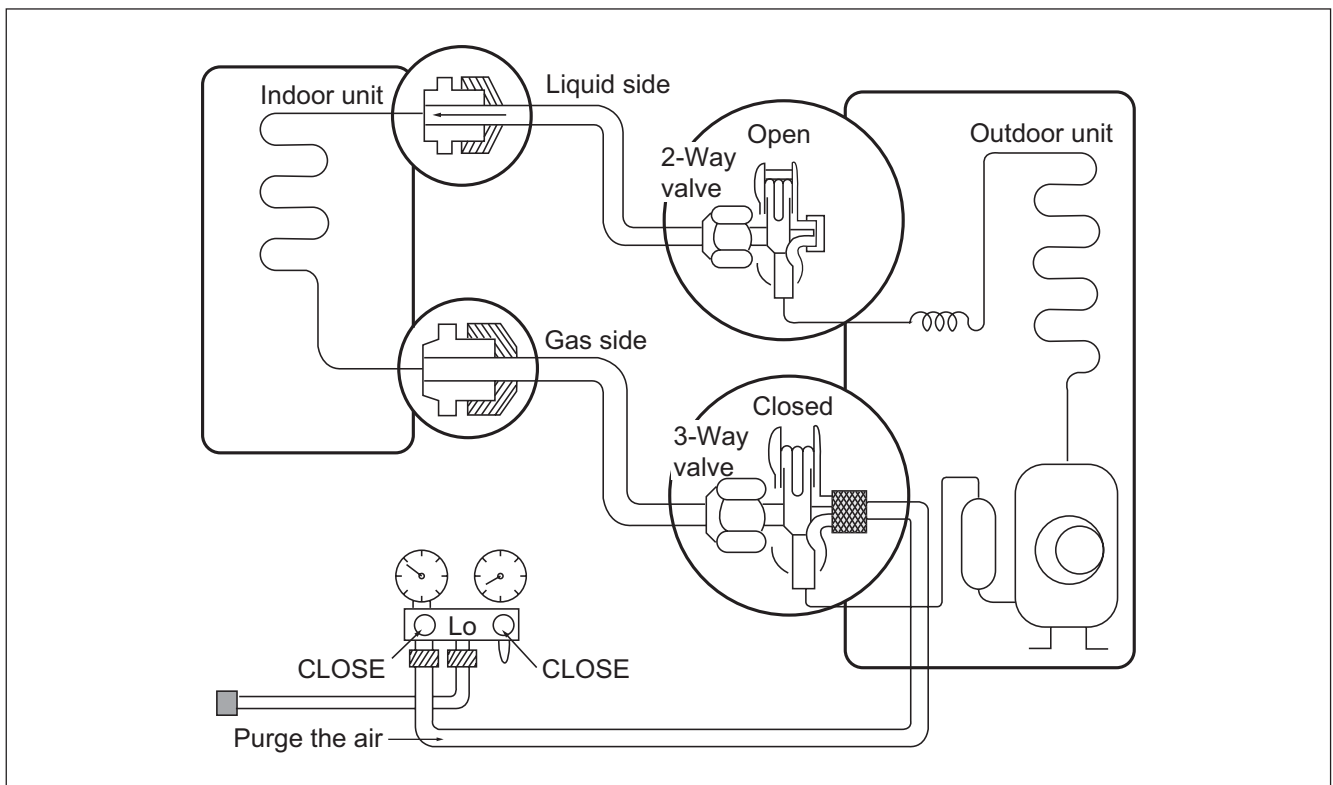 Indoor unit
Liquid side
Open
2-Way
valve
Outdoor unit
Gas side
Closed
3-Way
valve
Lo
CLOSE
CLOSE
Purge the air